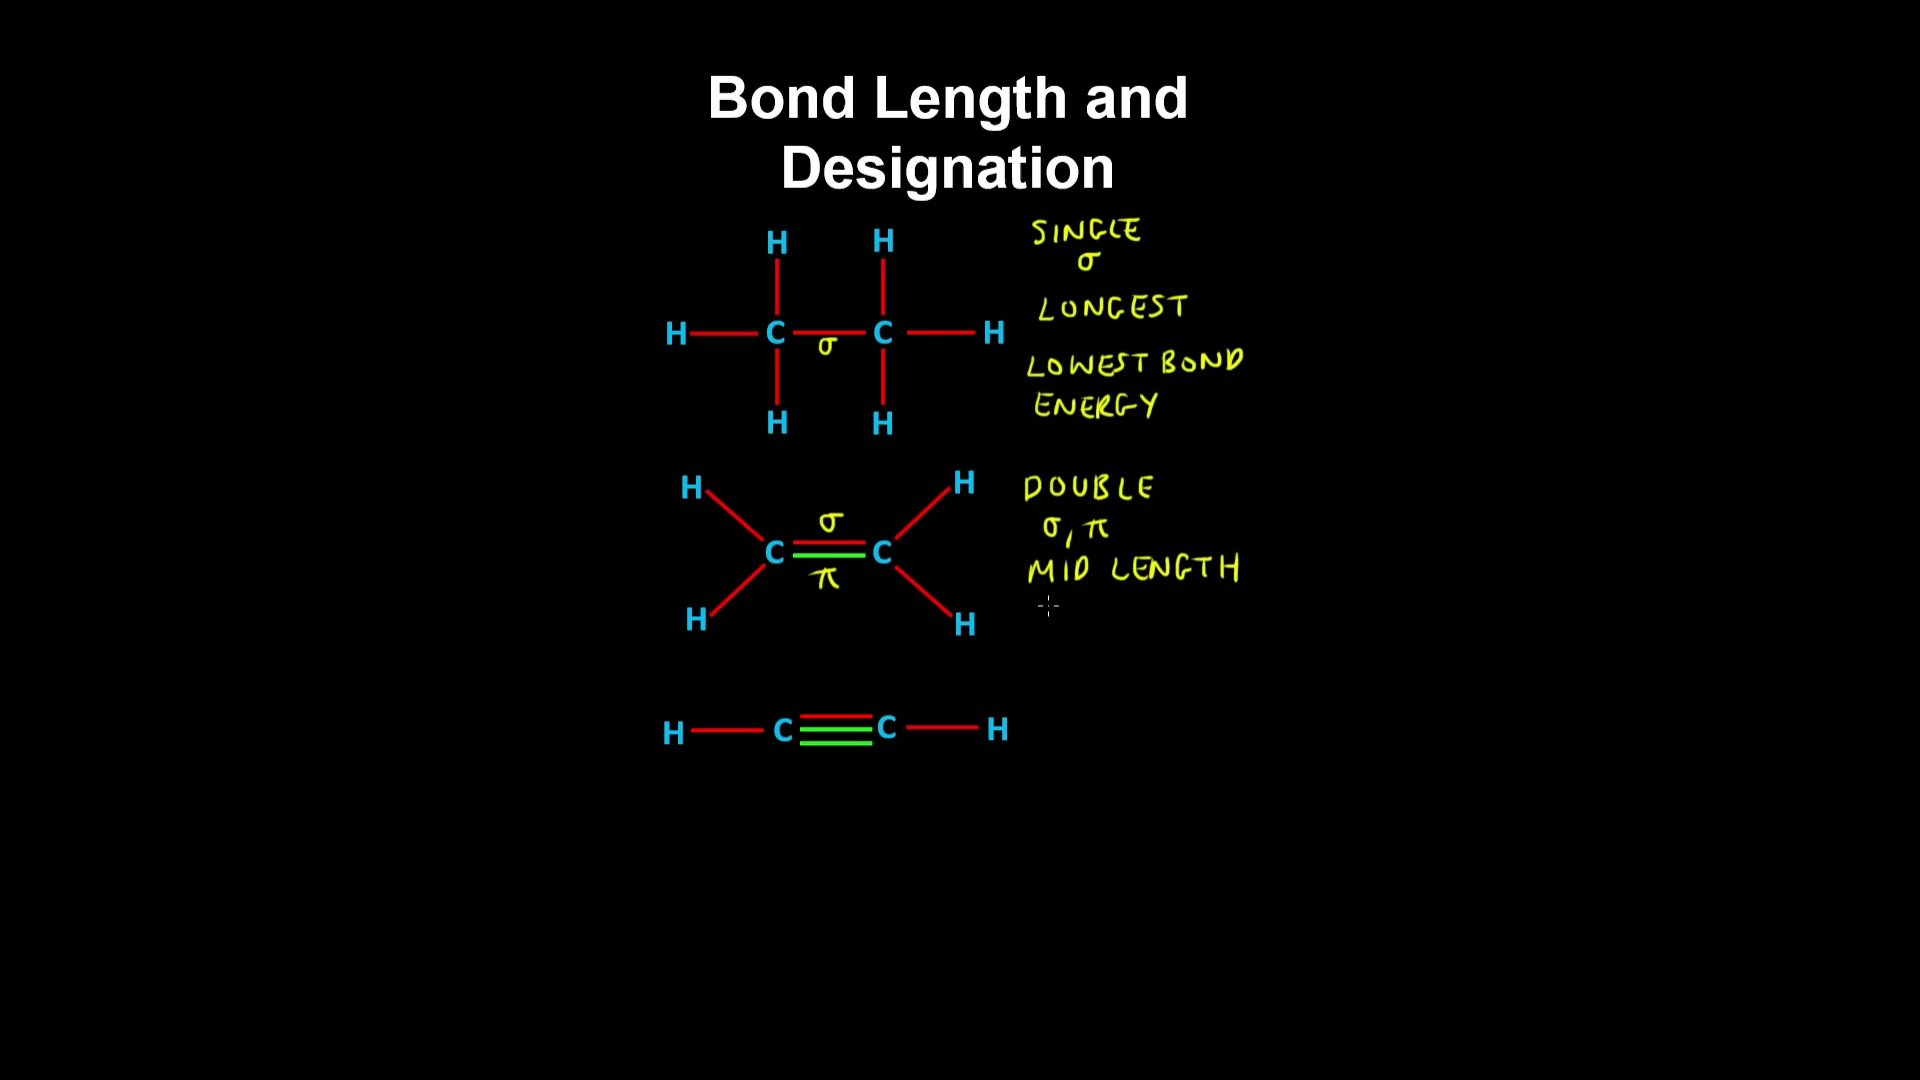 Bond Length and
Designation
H H
SINGLE
σ
LONGEST
H C C H
σ
LOWEST BOND
ENERGY
H H
H H
DOUBLE
σ
σ, π
C C
π
MID LENGTH
H H
H C C H